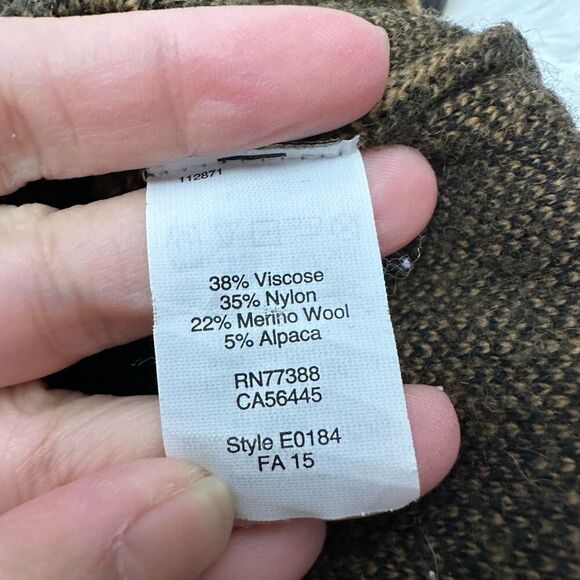 112871
38% Viscose
35% Nylon
22% Merino Wool
5% Alpaca
RN77388
CA56445
Style E0184
FA 15